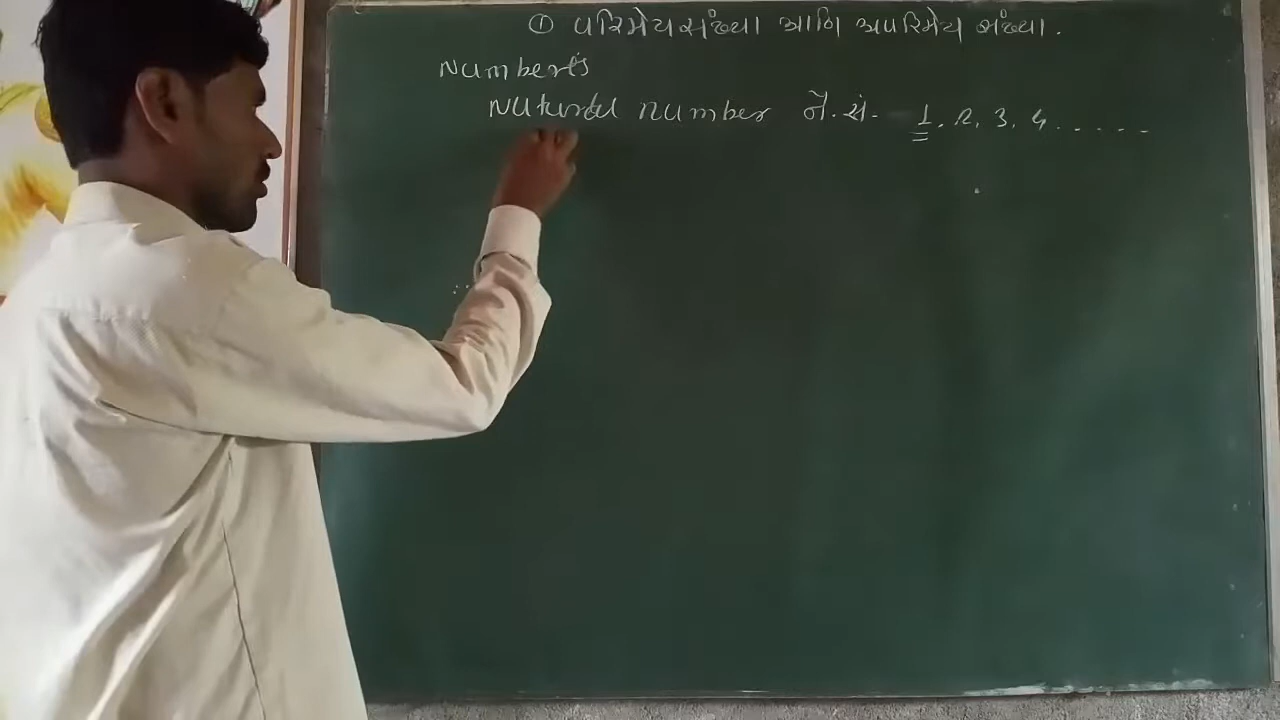 ① परिमेय संख्या आणि अपरिमेय संख्या.
Numbers
Natural number नै.सं. 1, 2, 3, 4 . . . . .